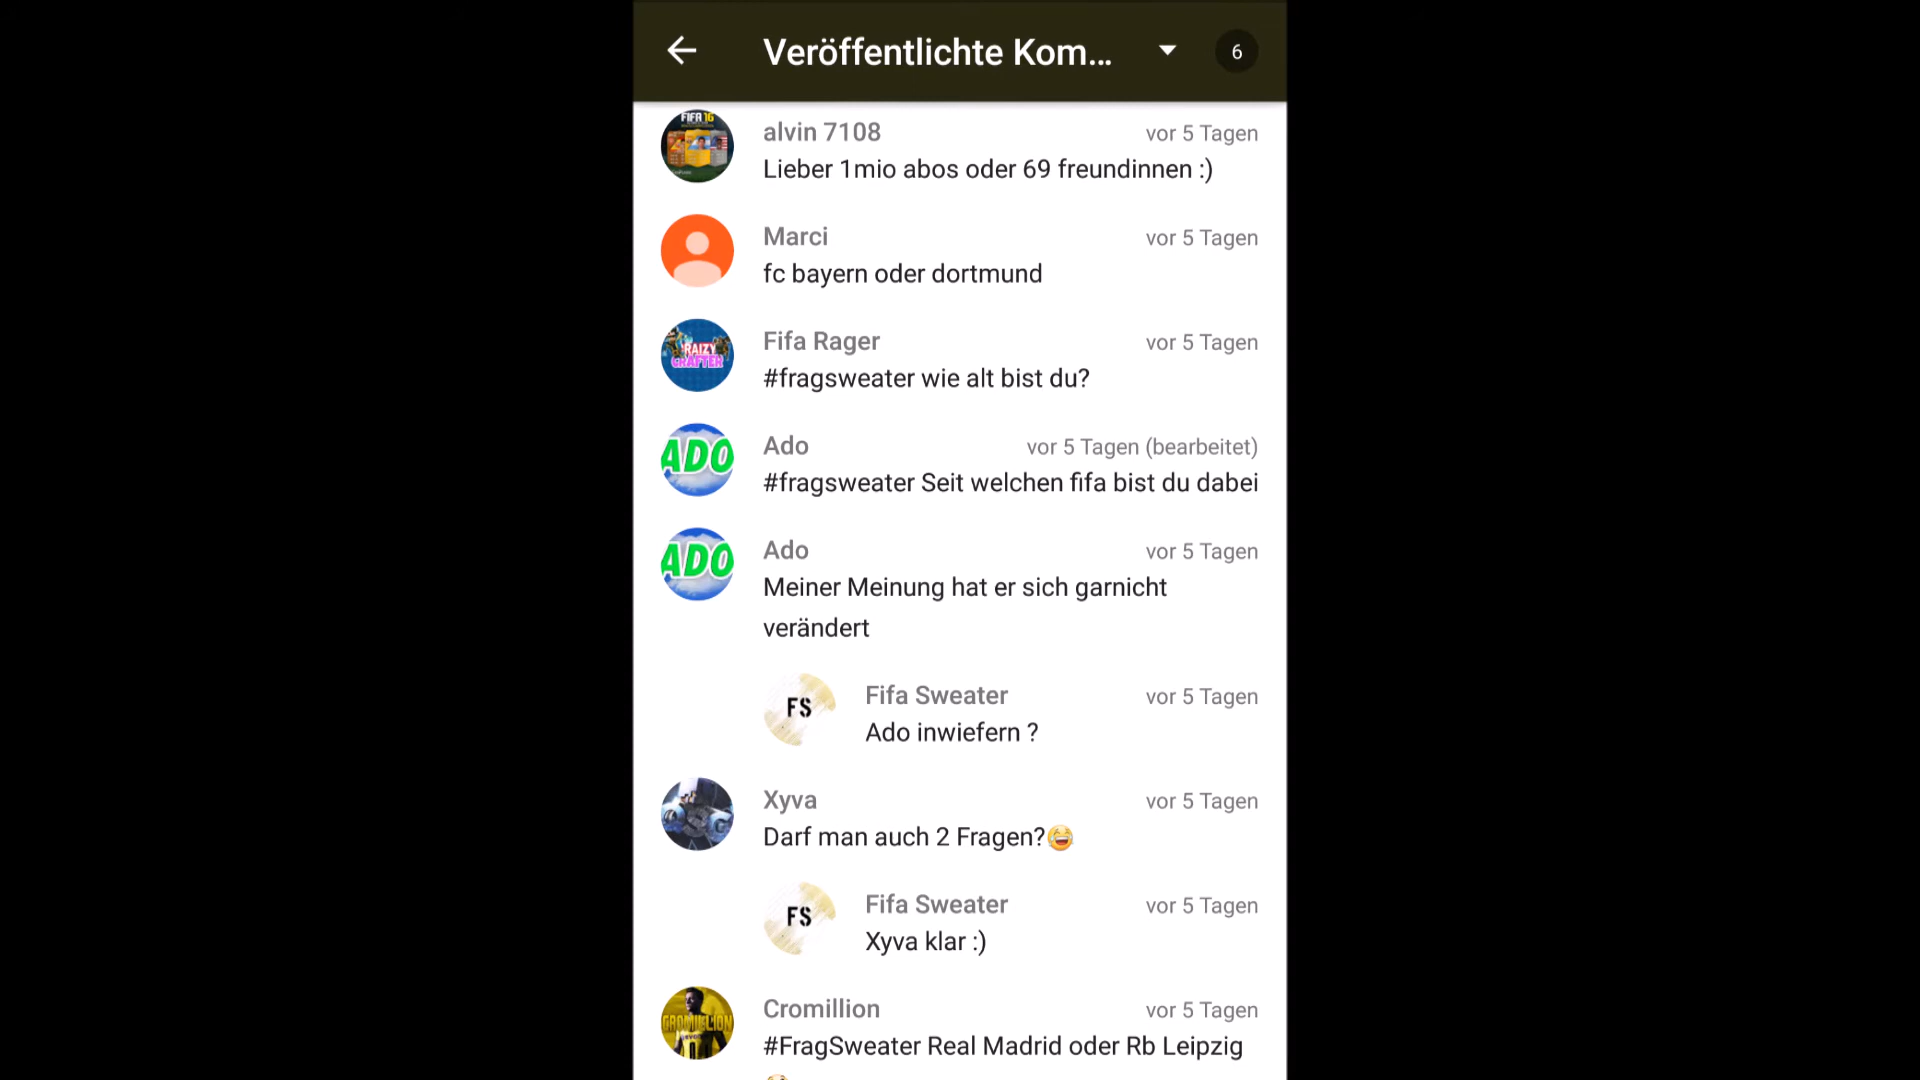 Veröffentlichte Kom...
6
FIFA 16
alvin 7108 vor 5 Tagen
Lieber 1mio abos oder 69 freundinnen :)
Marci vor 5 Tagen
fc bayern oder dortmund
RAIZY
CRAFTER
Fifa Rager vor 5 Tagen
#fragsweater wie alt bist du?
ADO
Ado vor 5 Tagen (bearbeitet)
#fragsweater Seit welchen fifa bist du dabei
ADO
Ado vor 5 Tagen
Meiner Meinung hat er sich garnicht
verändert
FS
Fifa Sweater vor 5 Tagen
Ado inwiefern ?
Xyva vor 5 Tagen
Darf man auch 2 Fragen?😂
FS
Fifa Sweater vor 5 Tagen
Xyva klar :)
CROMILLION
Cromillion vor 5 Tagen
#FragSweater Real Madrid oder Rb Leipzig